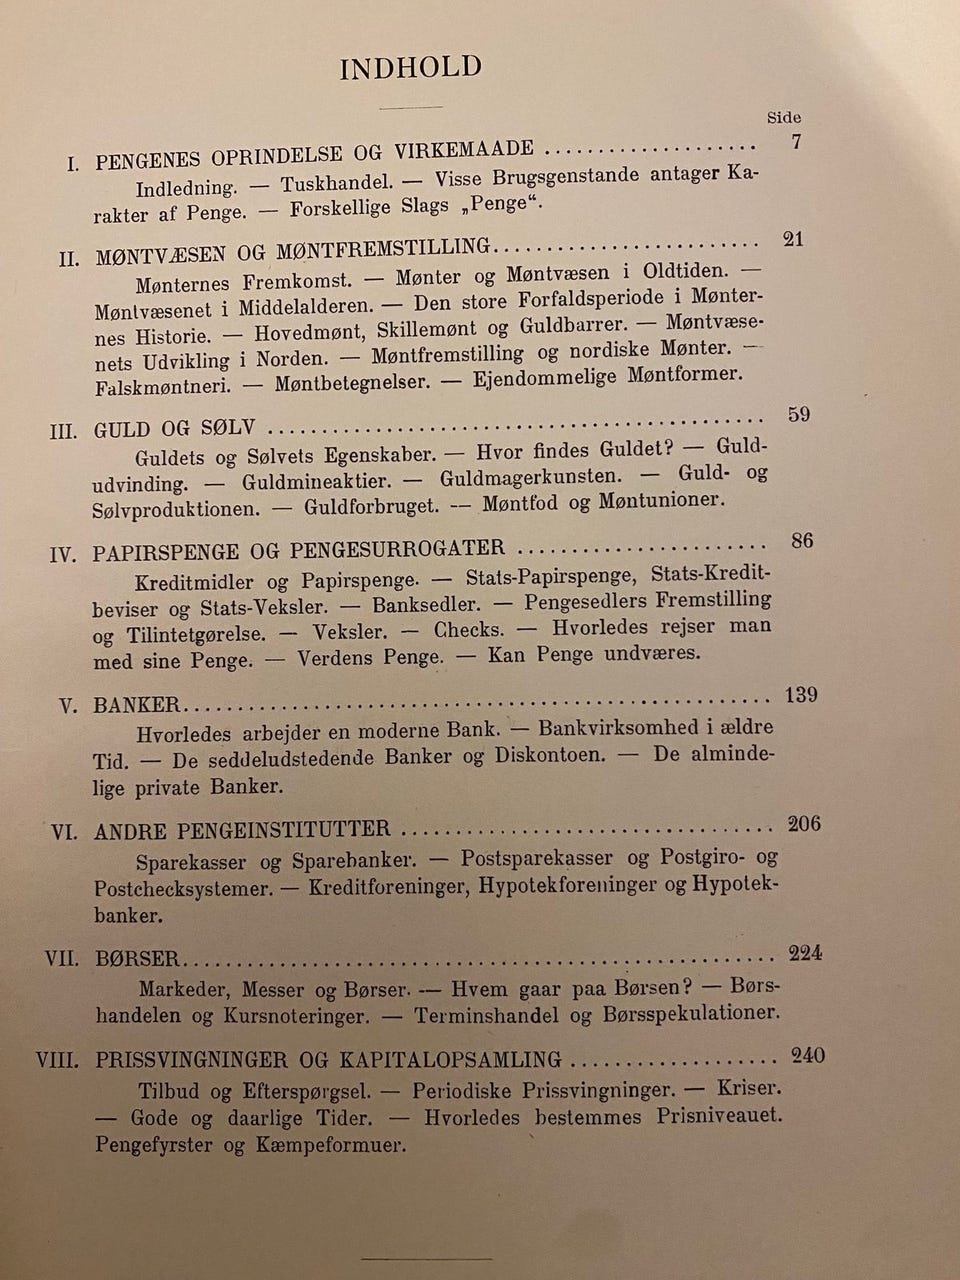 INDHOLD
Side
I. PENGENES OPRINDELSE OG VIRKEMAADE .................... 7
Indledning. — Tuskhandel. — Visse Brugsgenstande antager Ka-
rakter af Penge. — Forskellige Slags „Penge“.
II. MØNTVÆSEN OG MØNTFREMSTILLING......................... 21
Mønternes Fremkomst. — Mønter og Møntvæsen i Oldtiden. —
Møntvæsenet i Middelalderen. — Den store Forfaldsperiode i Mønter-
nes Historie. — Hovedmønt, Skillemønt og Guldbarrer. — Møntvæse-
nets Udvikling i Norden. — Møntfremstilling og nordiske Mønter. —
Falskmøntneri. — Møntbetegnelser. — Ejendommelige Møntformer.
III. GULD OG SØLV .............................................. 59
Guldets og Sølvets Egenskaber. — Hvor findes Guldet? — Guld-
udvinding. — Guldmineaktier. — Guldmagerkunsten. — Guld- og
Sølvproduktionen. — Guldforbruget. — Møntfod og Møntunioner.
IV. PAPIRSPENGE OG PENGESURROGATER ....................... 86
Kreditmidler og Papirspenge. — Stats-Papirspenge, Stats-Kredit-
beviser og Stats-Veksler. — Banksedler. — Pengesedlers Fremstilling
og Tilintetgørelse. — Veksler. — Checks. — Hvorledes rejser man
med sine Penge. — Verdens Penge. — Kan Penge undværes.
V. BANKER...................................................... 139
Hvorledes arbejder en moderne Bank. — Bankvirksomhed i ældre
Tid. — De seddeludstedende Banker og Diskontoen. — De alminde-
lige private Banker.
VI. ANDRE PENGEINSTITUTTER .................................. 206
Sparekasser og Sparebanker. — Postsparekasser og Postgiro- og
Postchecksystemer. — Kreditforeninger, Hypotekforeninger og Hypotek-
banker.
VII. BØRSER...................................................... 224
Markeder, Messer og Børser. — Hvem gaar paa Børsen? — Børs-
handelen og Kursnoteringer. — Terminshandel og Børsspekulationer.
VIII. PRISSVINGNINGER OG KAPITALOPSAMLING ................... 240
Tilbud og Efterspørgsel. — Periodiske Prissvingninger. — Kriser.
— Gode og daarlige Tider. — Hvorledes bestemmes Prisniveauet.
Pengefyrster og Kæmpeformuer.